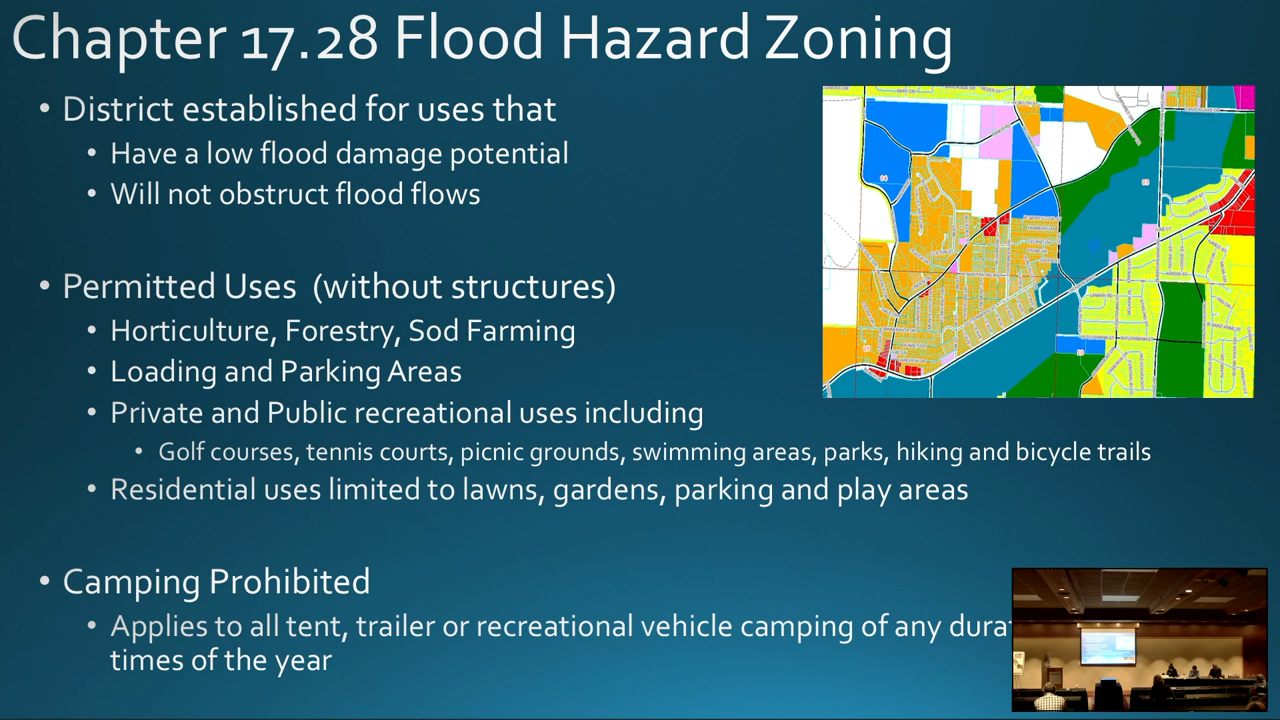 Chapter 17.28 Flood Hazard Zoning
• District established for uses that
• Have a low flood damage potential
• Will not obstruct flood flows
• Permitted Uses (without structures)
• Horticulture, Forestry, Sod Farming
• Loading and Parking Areas
• Private and Public recreational uses including
• Golf courses, tennis courts, picnic grounds, swimming areas, parks, hiking and bicycle trails
• Residential uses limited to lawns, gardens, parking and play areas
• Camping Prohibited
• Applies to all tent, trailer or recreational vehicle camping of any
times of the year